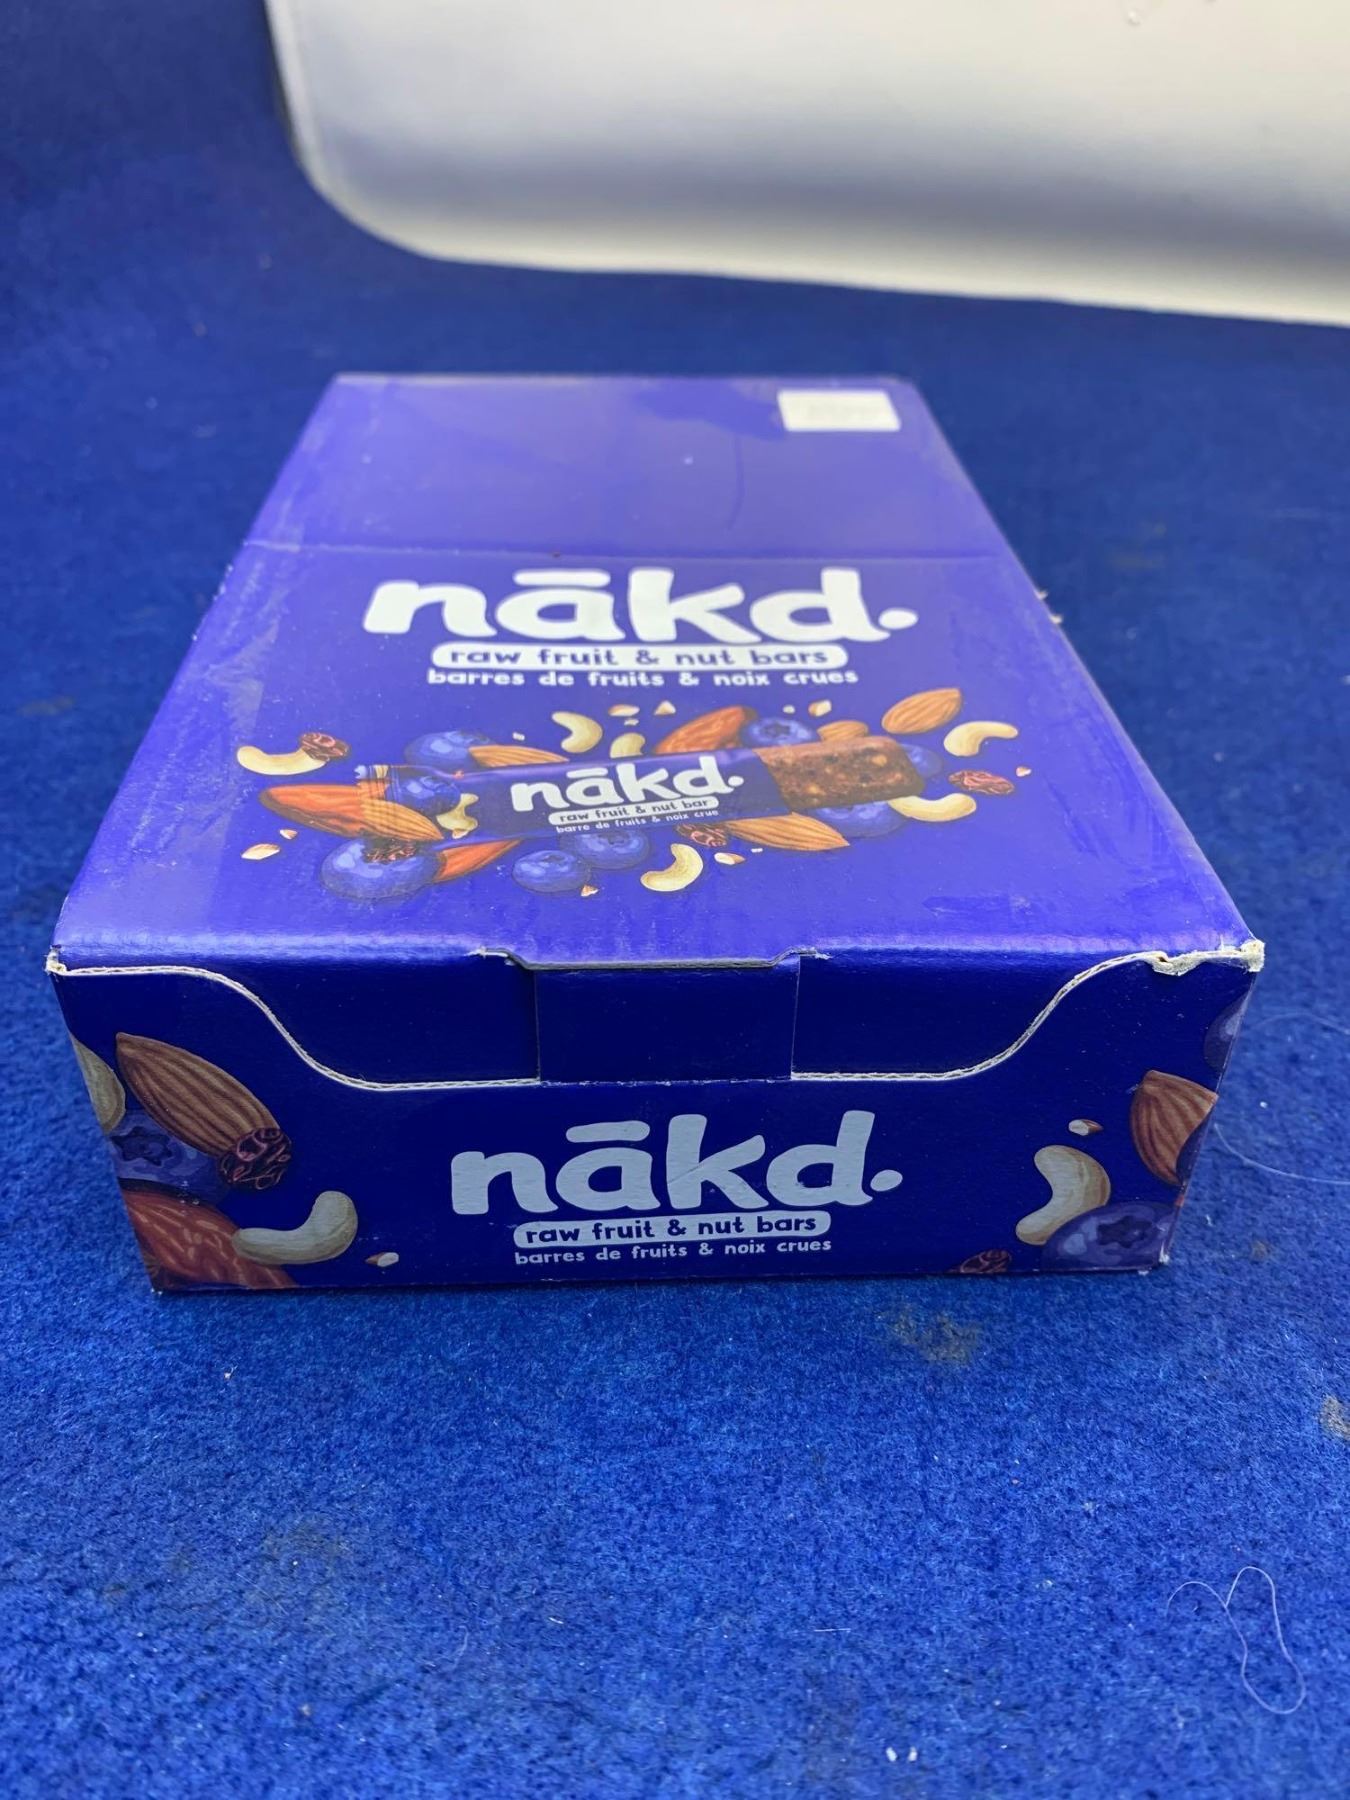 nākd.
raw fruit & nut bars
barres de fruits & noix crues
nākd.
raw fruit & nut bar
barre de fruits & noix crue
nākd.
raw fruit & nut bars
barres de fruits & noix crues